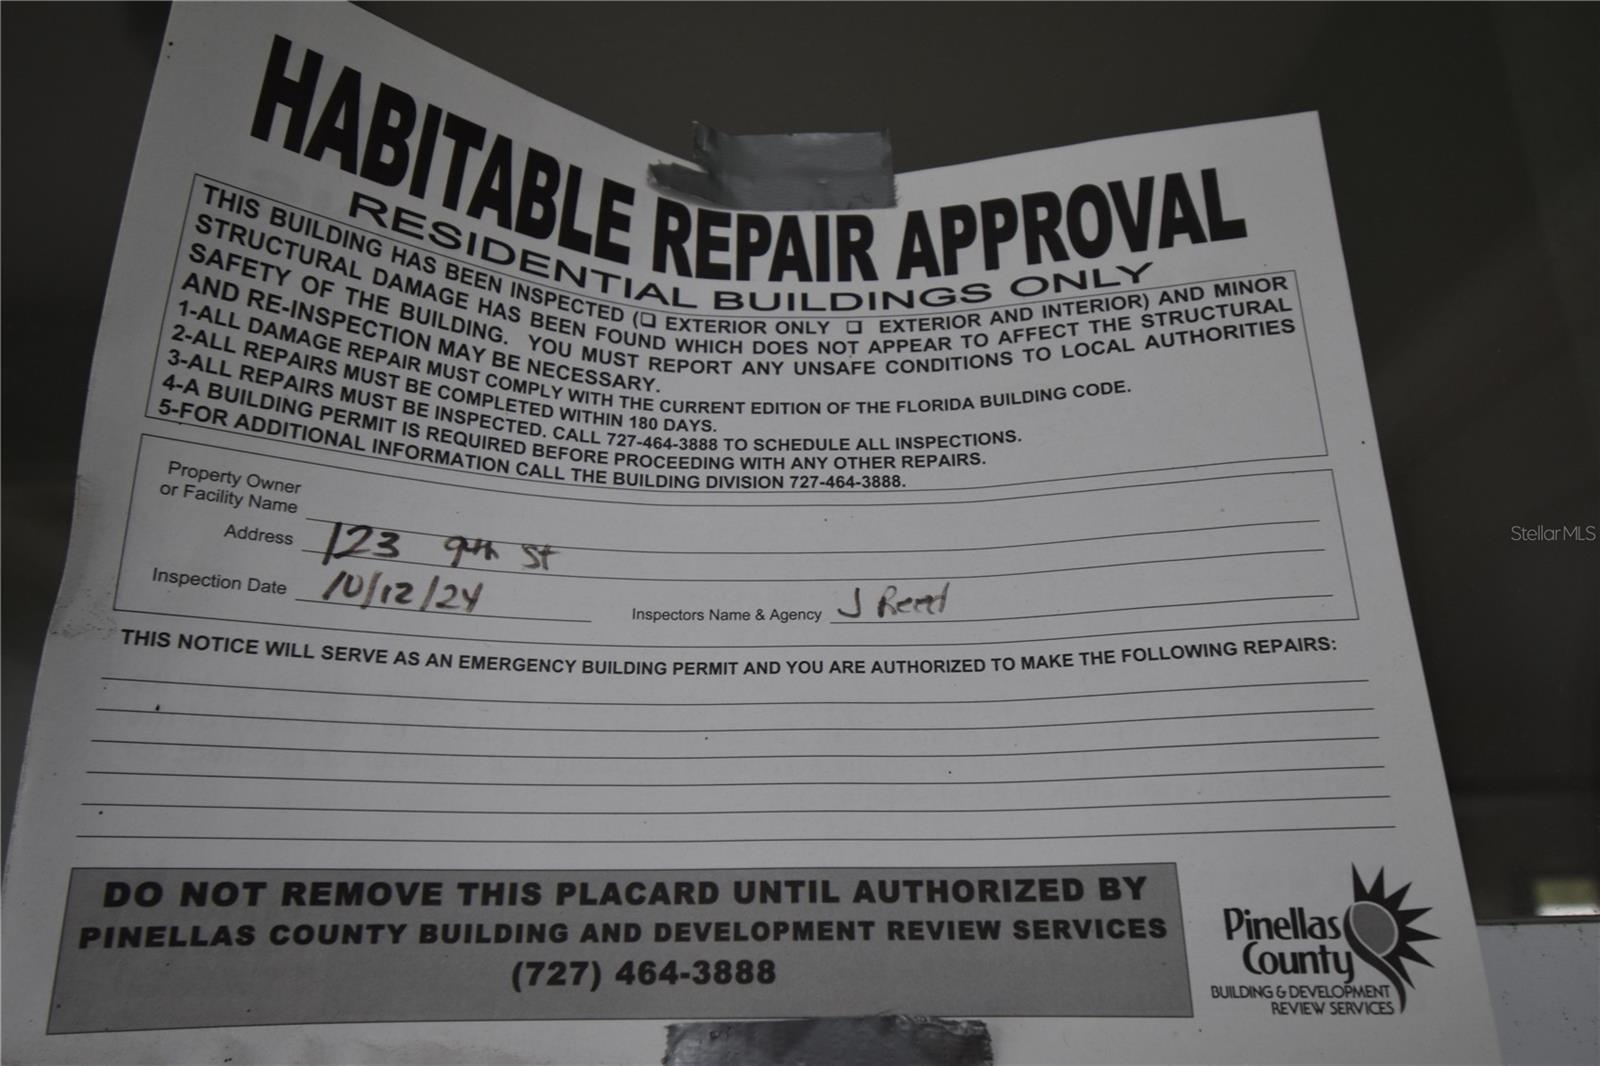 HABITABLE REPAIR APPROVAL
RESIDENTIAL BUILDINGS ONLY
THIS BUILDING HAS BEEN INSPECTED (❑ EXTERIOR ONLY ❑ EXTERIOR AND INTERIOR) AND MINOR
STRUCTURAL DAMAGE HAS BEEN FOUND WHICH DOES NOT APPEAR TO AFFECT THE STRUCTURAL
SAFETY OF THE BUILDING. YOU MUST REPORT ANY UNSAFE CONDITIONS TO LOCAL AUTHORITIES
AND RE-INSPECTION MAY BE NECESSARY.
1-ALL DAMAGE REPAIR MUST COMPLY WITH THE CURRENT EDITION OF THE FLORIDA BUILDING CODE.
2-ALL REPAIRS MUST BE COMPLETED WITHIN 180 DAYS.
3-ALL REPAIRS MUST BE INSPECTED. CALL 727-464-3888 TO SCHEDULE ALL INSPECTIONS.
4-A BUILDING PERMIT IS REQUIRED BEFORE PROCEEDING WITH ANY OTHER REPAIRS.
5-FOR ADDITIONAL INFORMATION CALL THE BUILDING DIVISION 727-464-3888.
Property Owner
or Facility Name
Address 123 9th St
Inspection Date 10/12/24 Inspectors Name & Agency J Reed
THIS NOTICE WILL SERVE AS AN EMERGENCY BUILDING PERMIT AND YOU ARE AUTHORIZED TO MAKE THE FOLLOWING REPAIRS:
DO NOT REMOVE THIS PLACARD UNTIL AUTHORIZED BY
PINELLAS COUNTY BUILDING AND DEVELOPMENT REVIEW SERVICES
(727) 464-3888
Pinellas
County
BUILDING & DEVELOPMENT
REVIEW SERVICES
StellarMLS